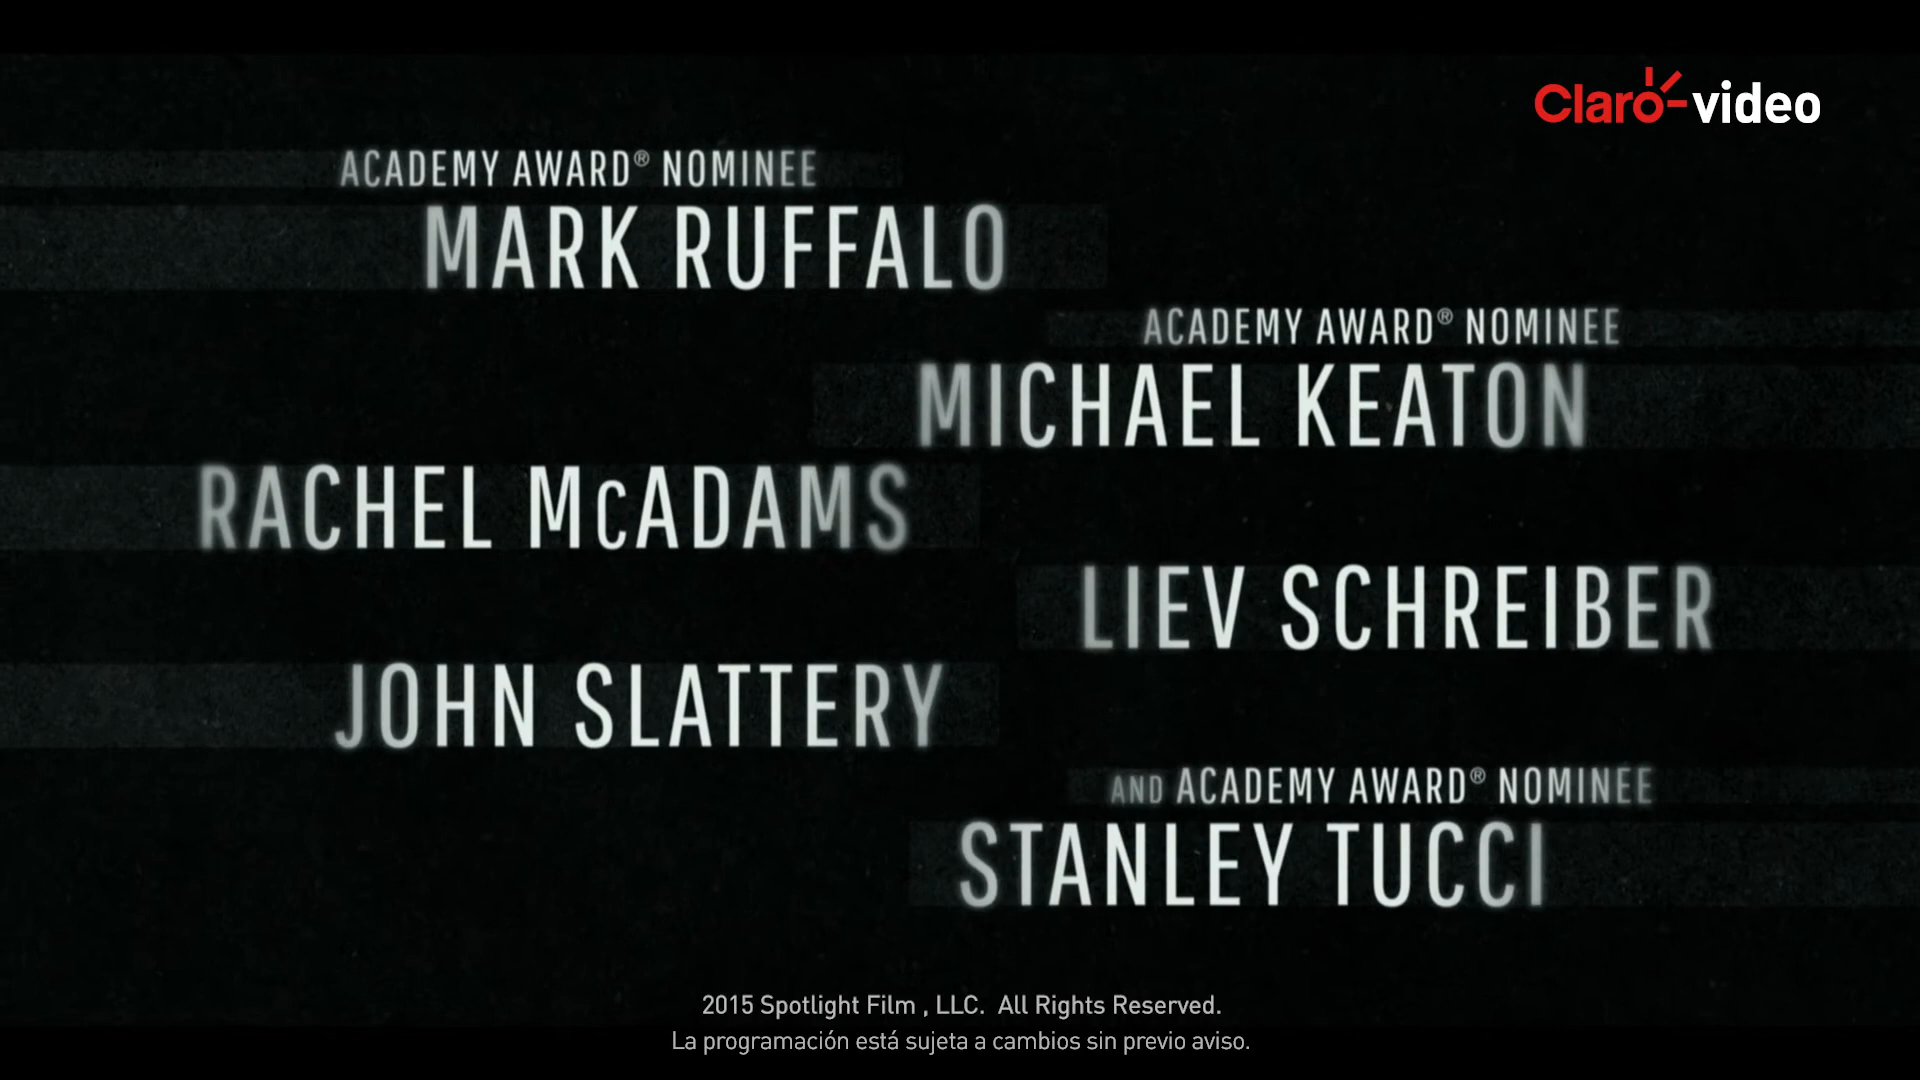 Claro-video
ACADEMY AWARD® NOMINEE
MARK RUFFALO
ACADEMY AWARD® NOMINEE
MICHAEL KEATON
RACHEL McADAMS
LIEV SCHREIBER
JOHN SLATTERY
AND ACADEMY AWARD® NOMINEE
STANLEY TUCCI
2015 Spotlight Film , LLC. All Rights Reserved.
La programación está sujeta a cambios sin previo aviso.